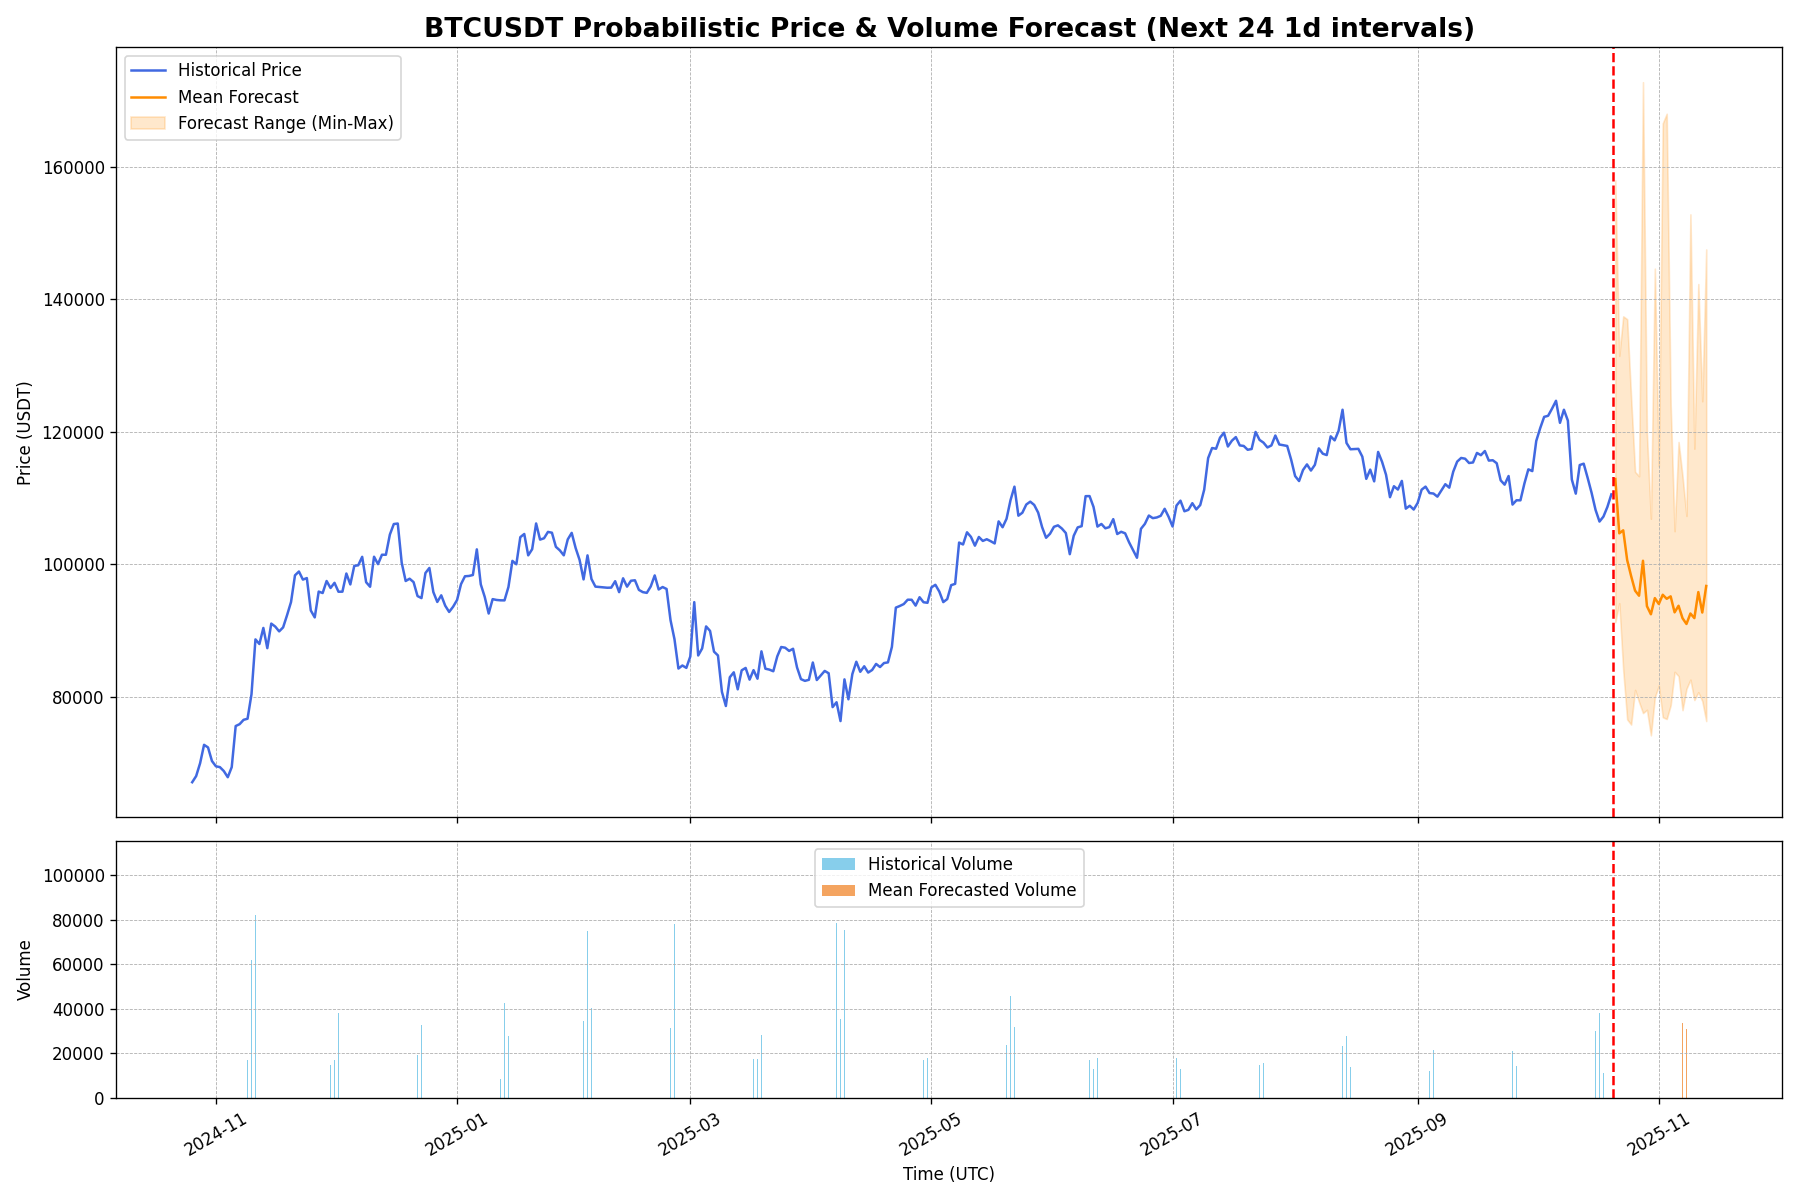 BTCUSDT Probabilistic Price & Volume Forecast (Next 24 1d intervals)
Historical Price
Mean Forecast
Forecast Range (Min-Max)
160000
140000
120000
100000
80000
Price (USDT)
Historical Volume
Mean Forecasted Volume
100000
80000
60000
40000
20000
0
Volume
2024-11
2025-01
2025-03
2025-05
2025-07
2025-09
2025-11
Time (UTC)